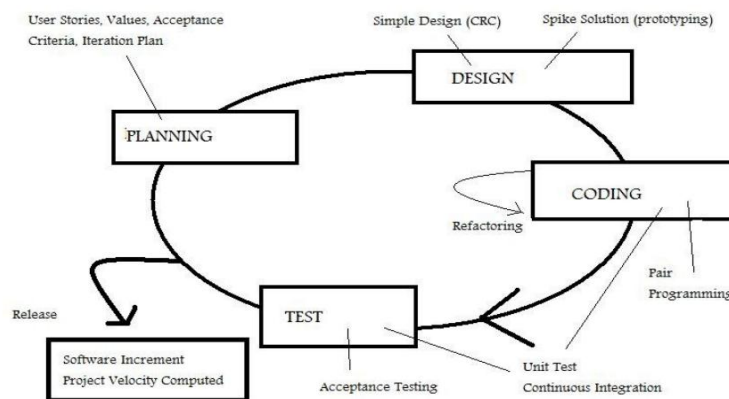 User Stories, Values, Acceptance
Criteria, Iteration Plan
Simple Design (CRC)
Spike Solution (prototyping)
DESIGN
PLANNING
CODING
Refactoring
Pair
Programming
Release
TEST
Software Increment
Project Velocity Computed
Acceptance Testing
Unit Test
Continuous Integration